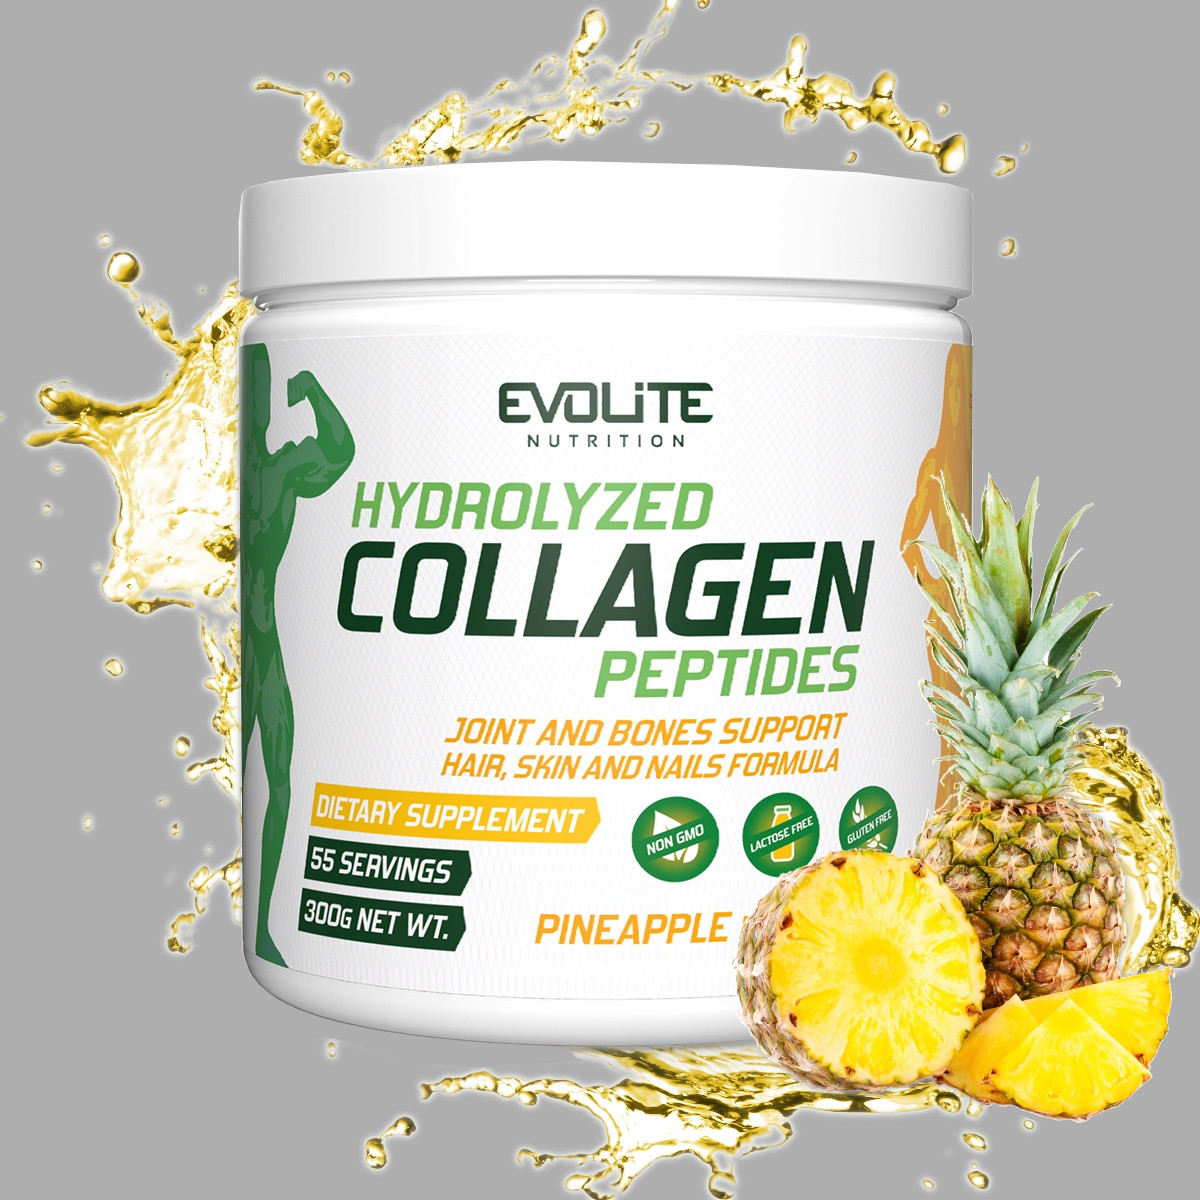 EVOLiTE
NUTRITION
HYDROLYZED
COLLAGEN
PEPTIDES
JOINT AND BONES SUPPORT
HAIR, SKIN AND NAILS FORMULA
DIETARY SUPPLEMENT
NON GMO
LACTOSE FREE
GLUTEN FREE
55 SERVINGS
300G NET WT.
PINEAPPLE